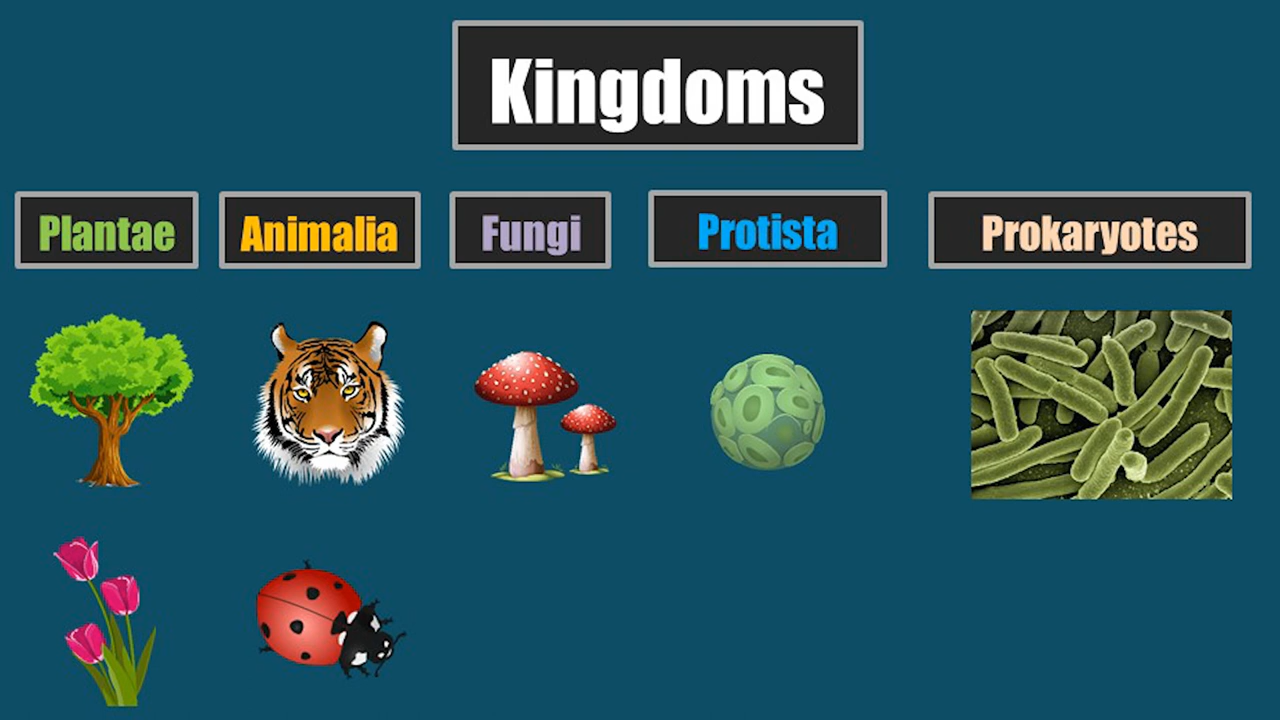 Kingdoms
Plantae
Animalia
Fungi
Protista
Prokaryotes